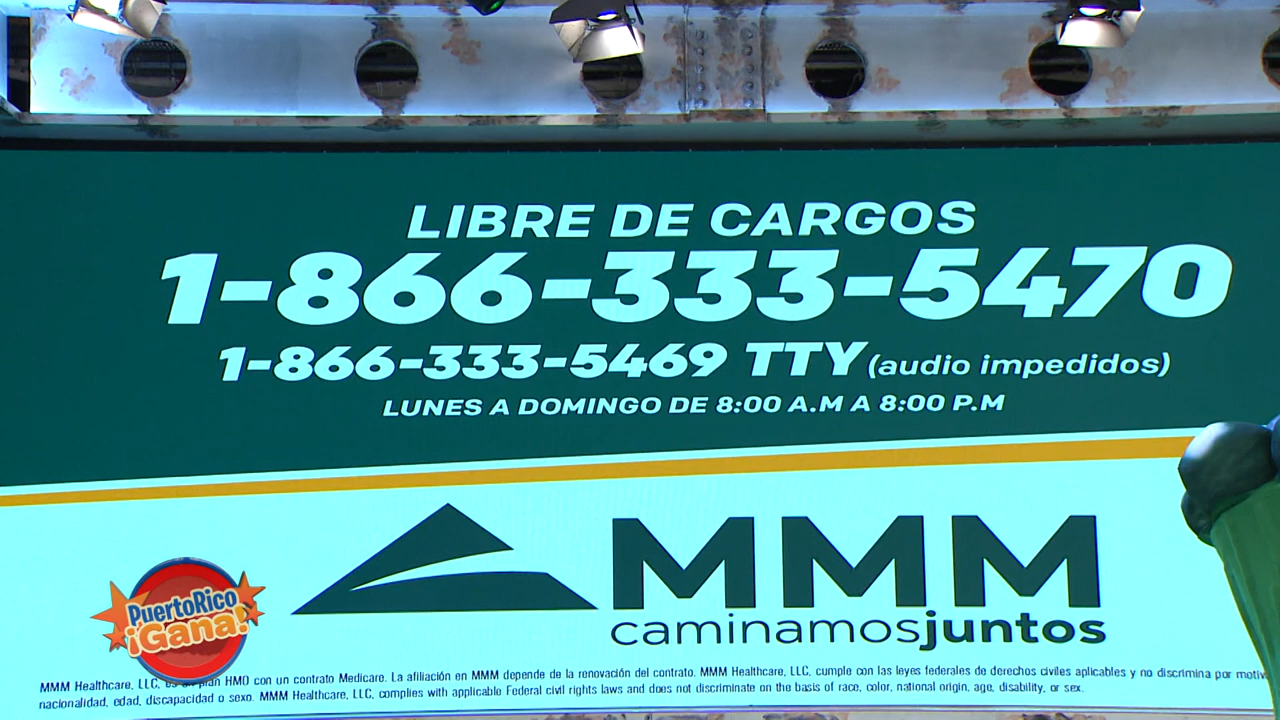 LIBRE DE CARGOS
1-866-333-5470
1-866-333-5469 TTY (audio impedidos)
LUNES A DOMINGO DE 8:00 A.M A 8:00 P.M
MMM
caminamosjuntos
PuertoRico
¡Gana!
MMM Healthcare, LLC, es un plan HMO con un contrato Medicare. La afiliación en MMM depende de la renovación del contrato. MMM Healthcare, LLC, cumple con las leyes federales de derechos civiles aplicables y no discrimina por
nacionalidad, edad, discapacidad o sexo. MMM Healthcare, LLC, complies with applicable Federal civil rights laws and does not discriminate on the basis of race, color, national origin, age, disability, or sex.